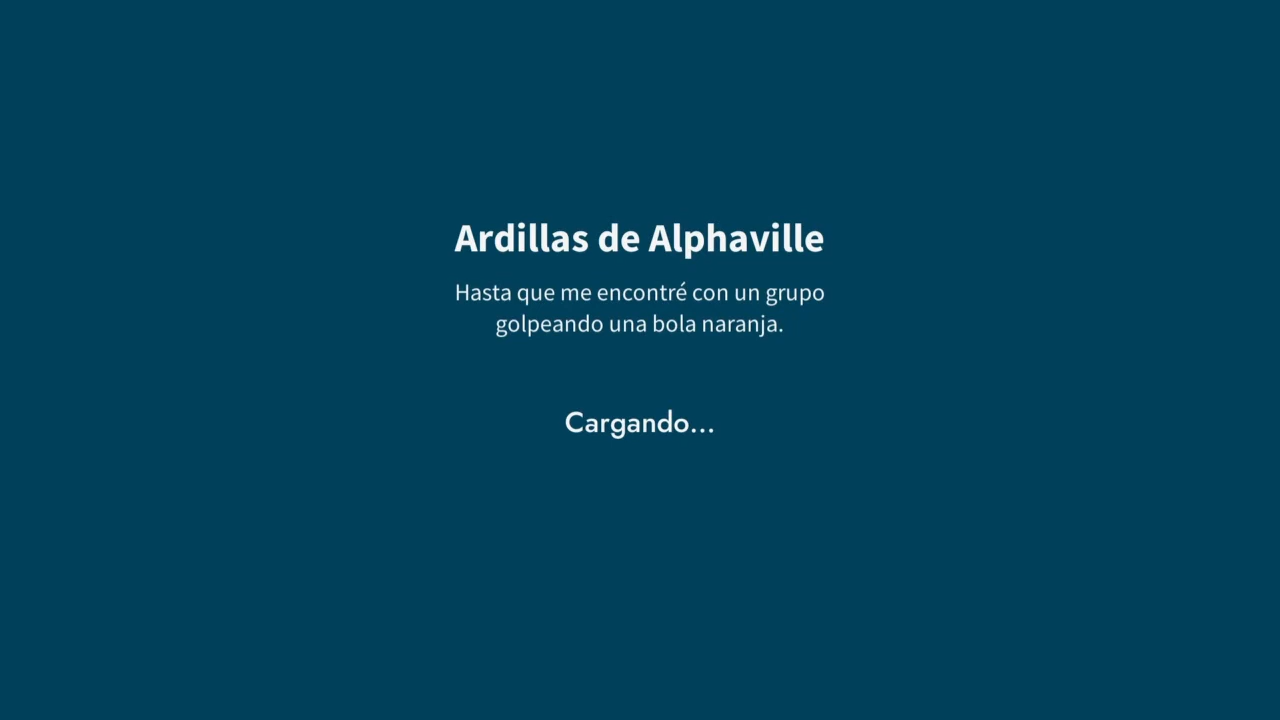 Ardillas de Alphaville
Hasta que me encontré con un grupo
golpeando una bola naranja.
Cargando...